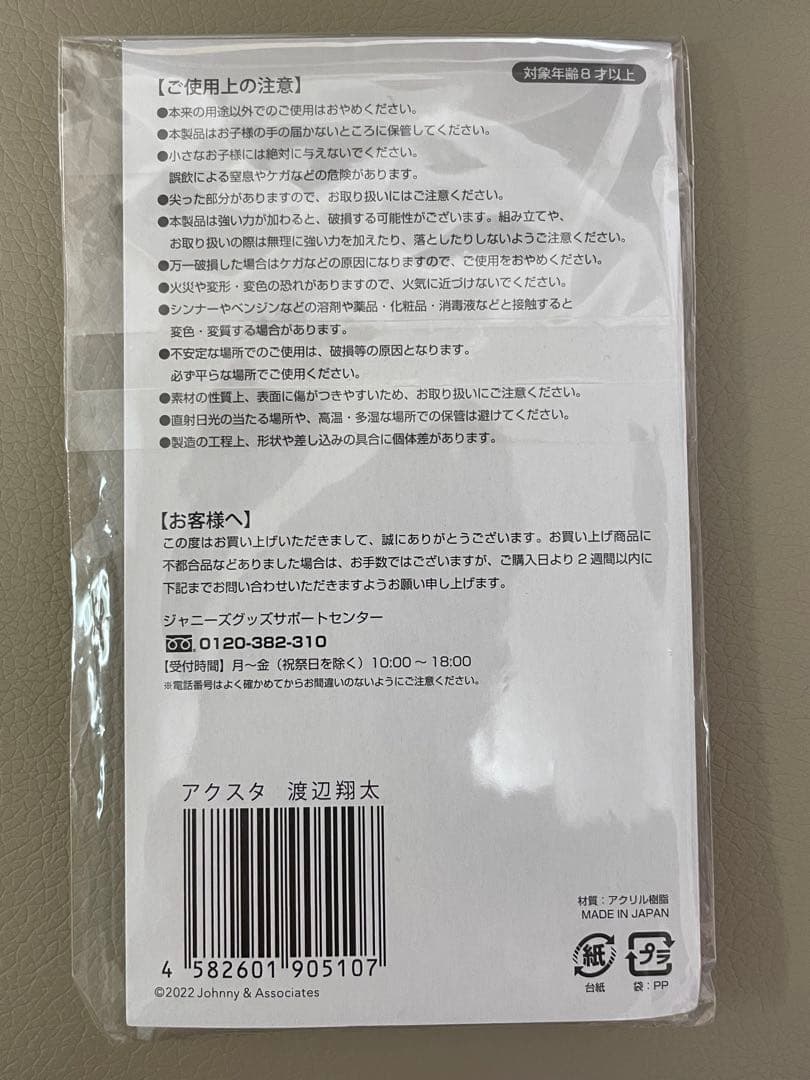 対象年齢8才以上
【ご使用上の注意】
●本来の用途以外でのご使用はおやめください。
●本製品はお子様の手の届かないところに保管してください。
●小さなお子様には絶対に与えないでください。
誤飲による窒息やケガなどの危険があります。
●尖った部分がありますので、お取り扱いにはご注意ください。
●本製品は強い力が加わると、破損する可能性がございます。組み立てや、
お取り扱いの際は無理に強い力を加えたり、落としたりしないようご注意ください。
●万一破損した場合はケガなどの原因になりますので、ご使用をおやめください。
●火災や変形・変色の恐れがありますので、火気に近づけないでください。
●シンナーやベンジンなどの溶剤や薬品・化粧品・消毒液などと接触すると
変色・変質する場合があります。
●不安定な場所でのご使用は、破損等の原因となります。
必ず平らな場所でご使用ください。
●素材の性質上、表面に傷がつきやすいため、お取り扱いにご注意ください。
●直射日光の当たる場所や、高温・多湿な場所での保管は避けてください。
●製造の工程上、形状や差し込みの具合に個体差があります。
【お客様へ】
この度はお買い上げいただきまして、誠にありがとうございます。お買い上げ商品に
不都合品などありました場合は、お手数ではございますが、ご購入日より2週間以内に
下記までお問い合わせいただきますようお願い申し上げます。
ジャニーズグッズサポートセンター
0120-382-310
【受付時間】月〜金（祝祭日を除く）10:00〜18:00
※電話番号はよく確かめてからお間違いのないようにご注意ください。
アクスタ 渡辺翔太
4 582601 905107
©2022 Johnny & Associates
材質：アクリル樹脂
MADE IN JAPAN
紙
台紙
プラ
袋：PP